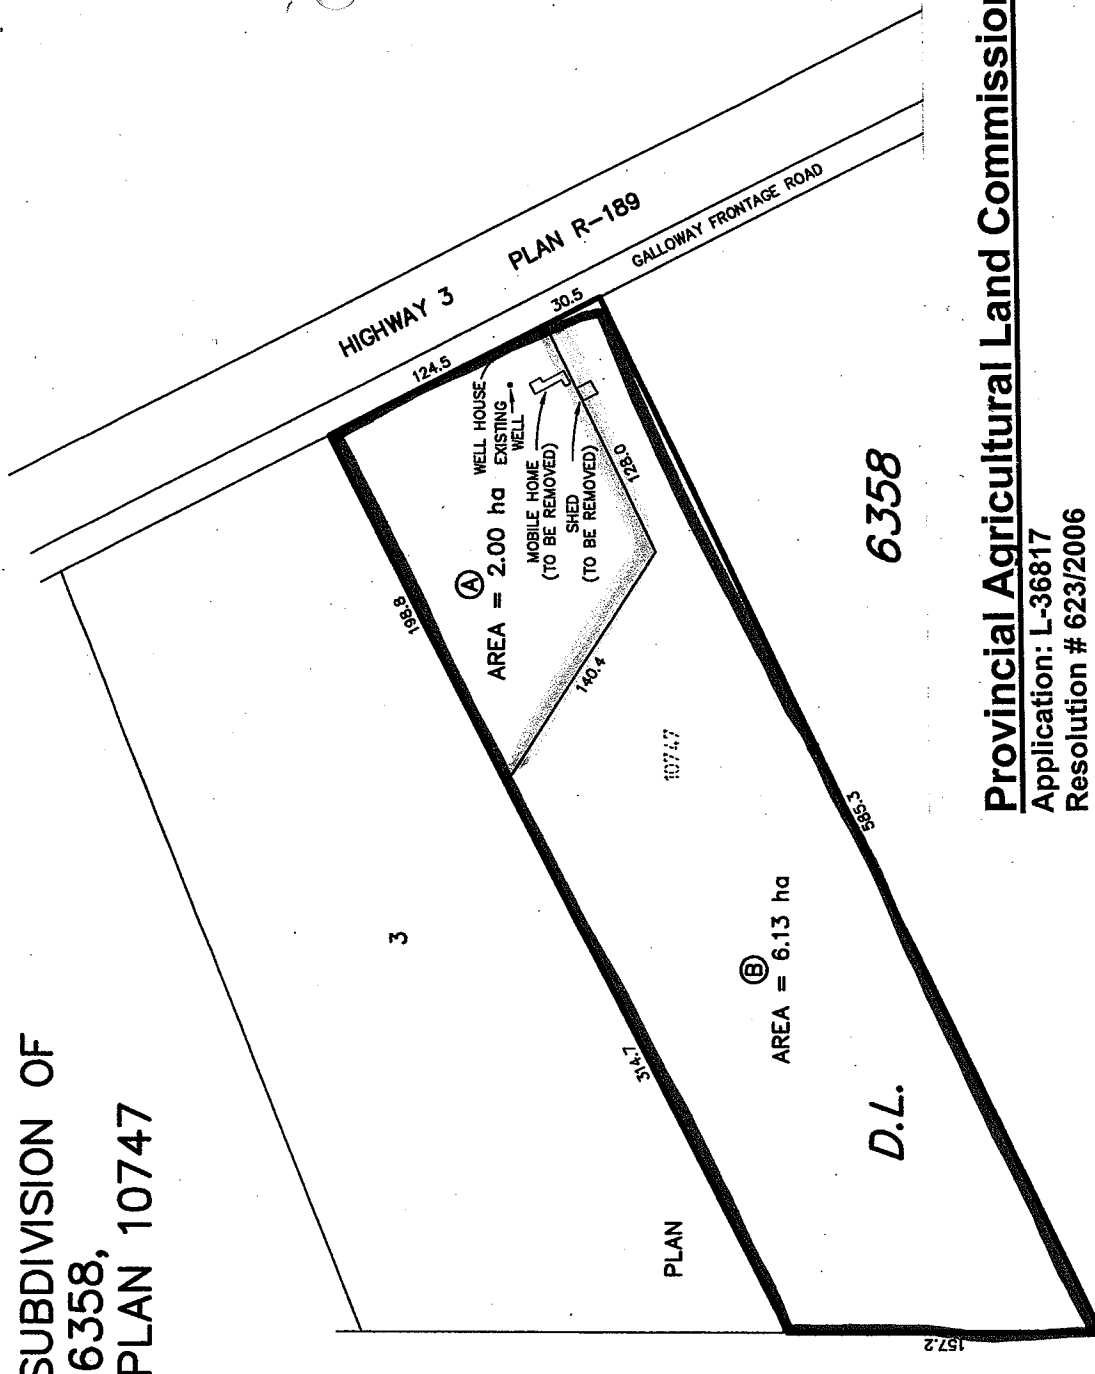 SUBDIVISION OF
6358,
PLAN 10747
HIGHWAY 3
PLAN R-189
GALLOWAY FRONTAGE ROAD
124.5
30.5
198.8
A
AREA = 2.00 ha
WELL HOUSE
EXISTING
WELL
MOBILE HOME
(TO BE REMOVED)
SHED
(TO BE REMOVED)
128.0
140.4
3
10747
314.7
B
AREA = 6.13 ha
585.3
PLAN
D.L.
6358
157.2
Provincial Agricultural Land Commission
Application: L-36817
Resolution # 623/2006